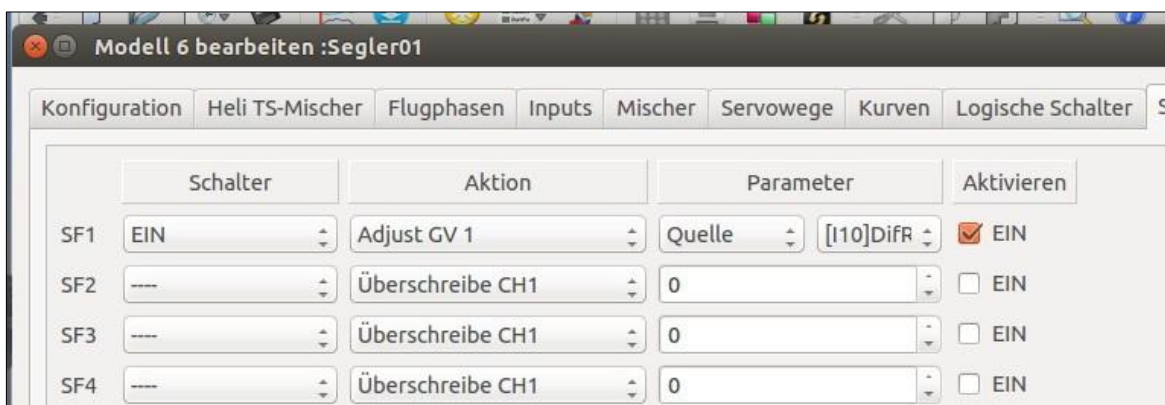 Modell 6 bearbeiten :Segler01
Konfiguration Heli TS-Mischer Flugphasen Inputs Mischer Servowege Kurven Logische Schalter S
Schalter Aktion Parameter Aktivieren
SF1 EIN Adjust GV 1 Quelle [I10]DifR EIN
SF2 ---- Überschreibe CH1 0 EIN
SF3 ---- Überschreibe CH1 0 EIN
SF4 ---- Überschreibe CH1 0 EIN